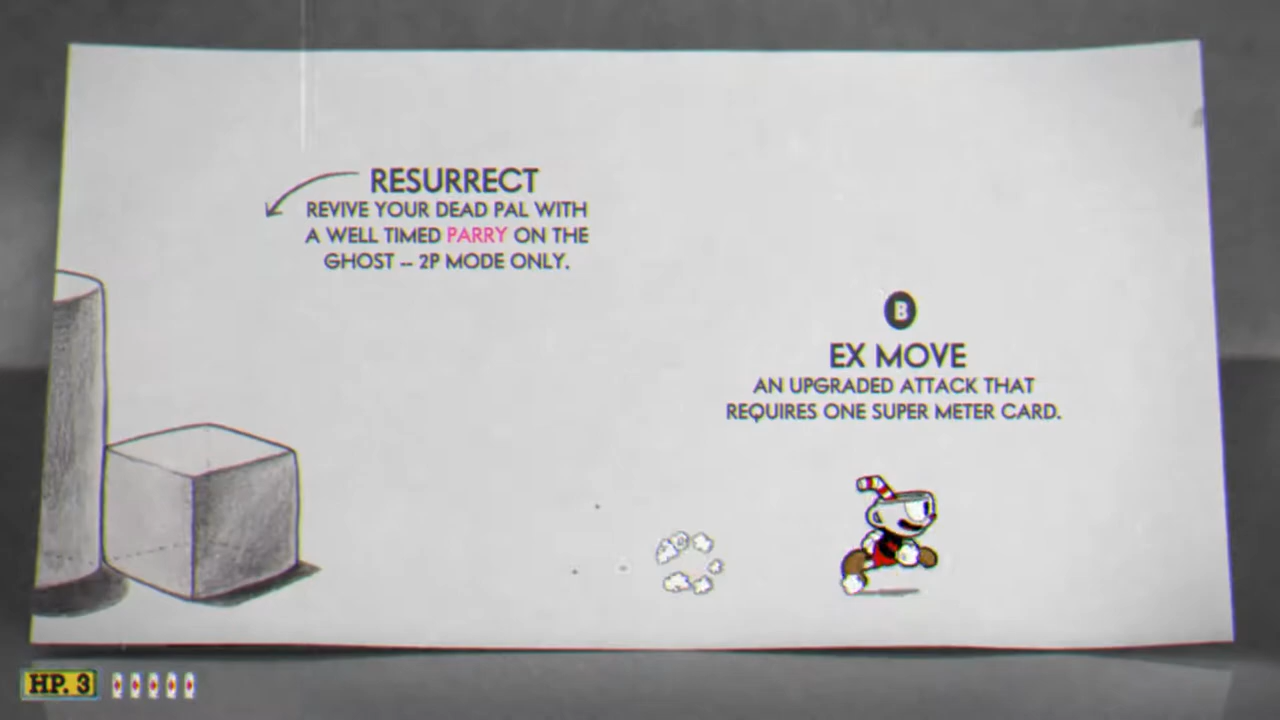 RESURRECT
REVIVE YOUR DEAD PAL WITH
A WELL TIMED PARRY ON THE
GHOST -- 2P MODE ONLY.
B
EX MOVE
AN UPGRADED ATTACK THAT
REQUIRES ONE SUPER METER CARD.
HP. 3